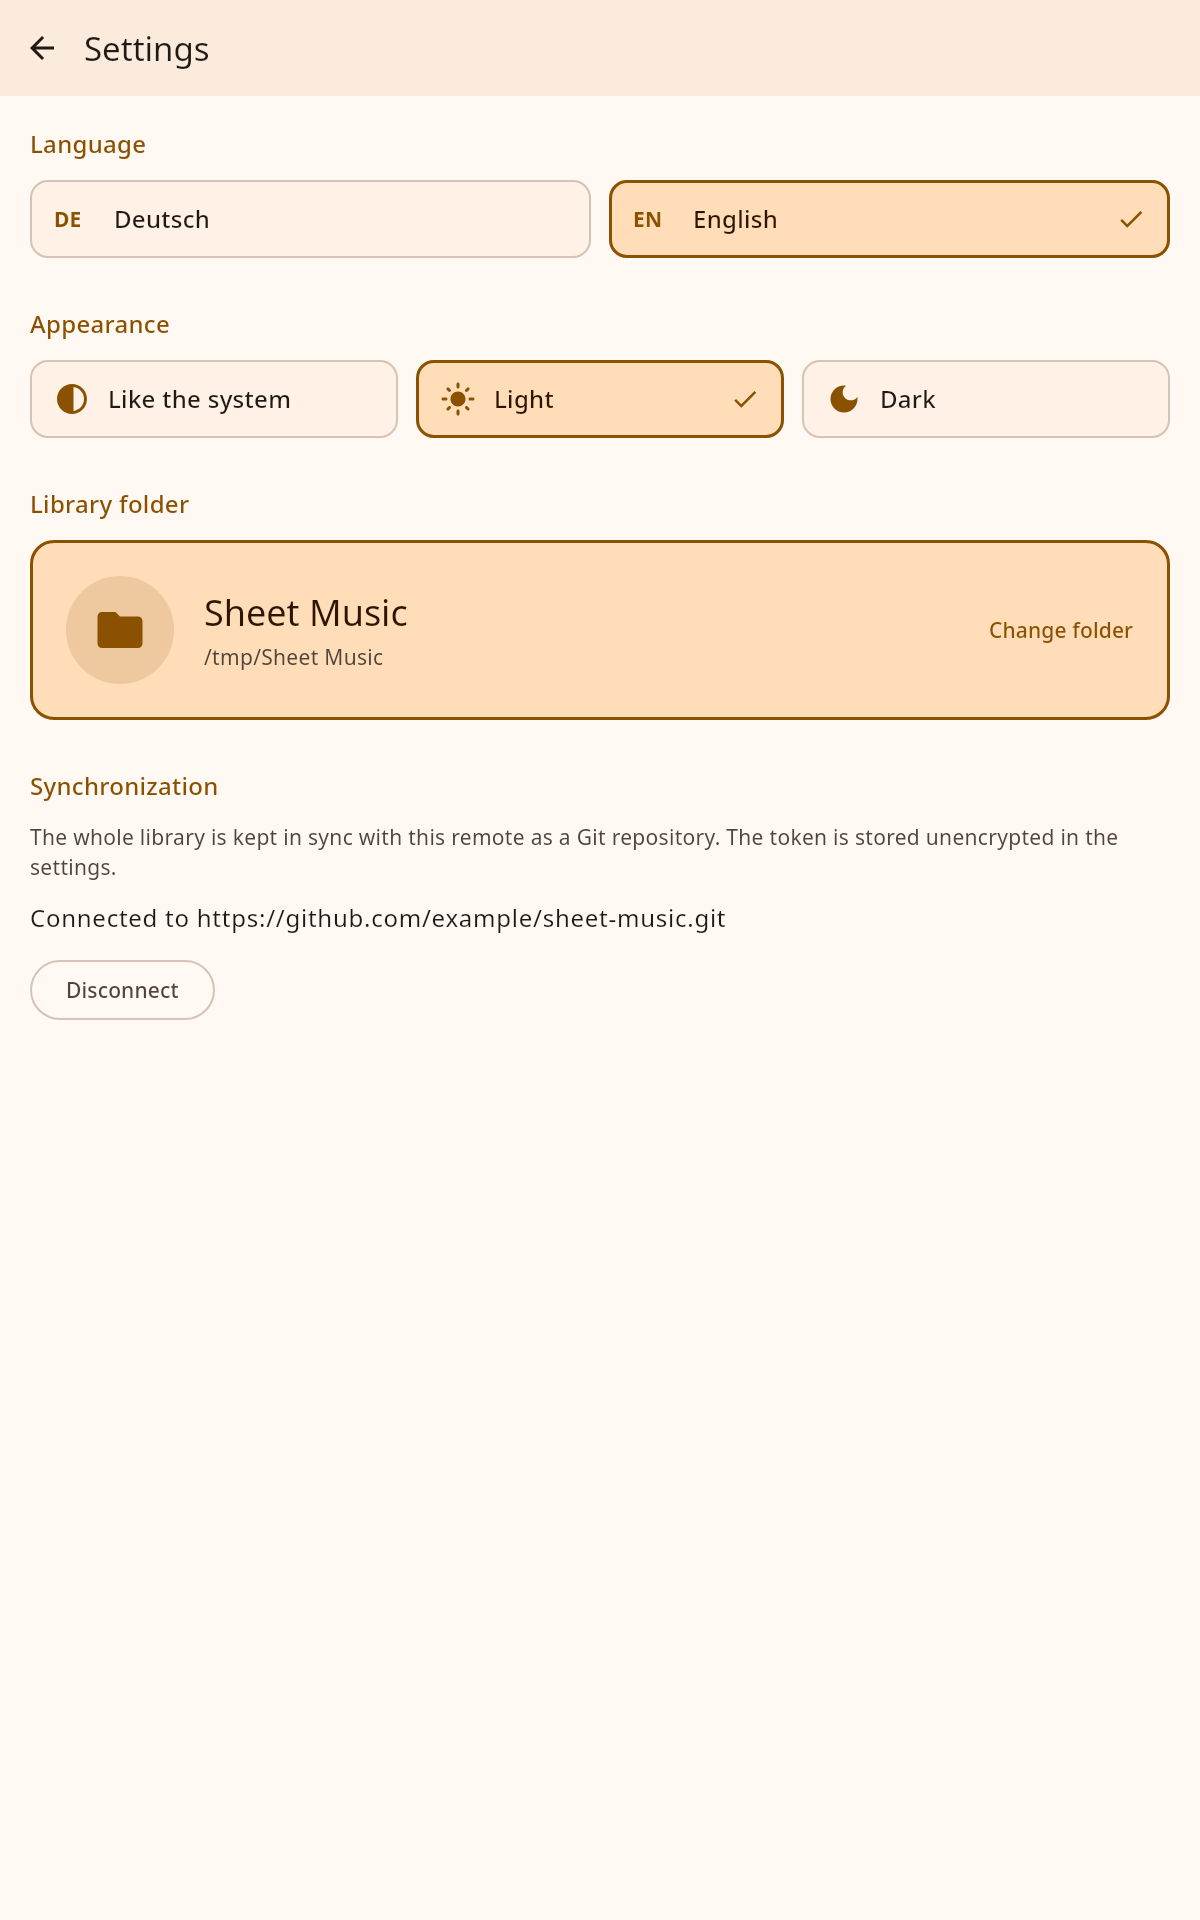 Settings
Language
DE Deutsch
EN English
Appearance
Like the system
Light
Dark
Library folder
Sheet Music
/tmp/Sheet Music
Change folder
Synchronization
The whole library is kept in sync with this remote as a Git repository. The token is stored unencrypted in the
settings.
Connected to https://github.com/example/sheet-music.git
Disconnect